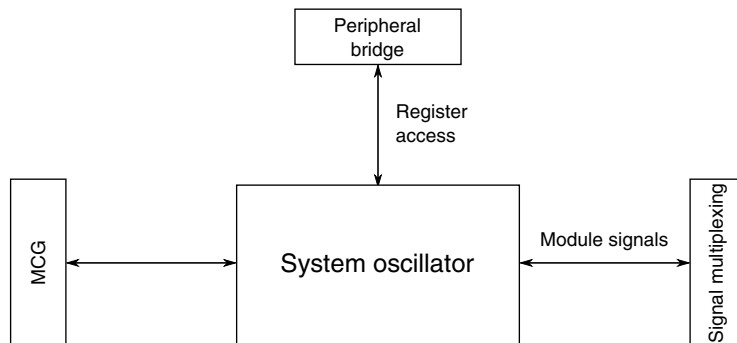 Peripheral
bridge
Register
access
MCG
System oscillator
Module signals
Signal multiplexing